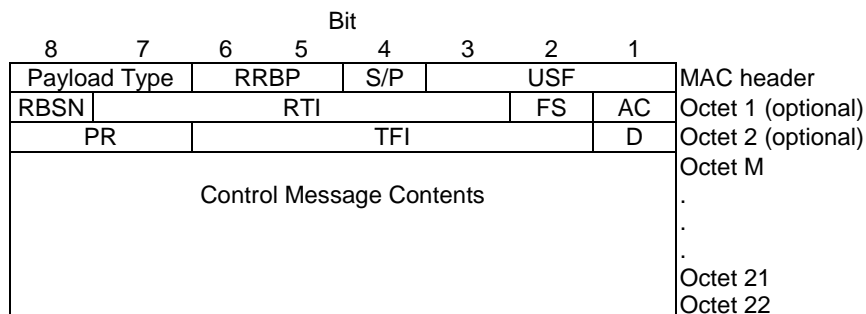 Bit
8 7 6 5 4 3 2 1
Payload Type RRBP S/P USF MAC header
RBSN RTI FS AC Octet 1 (optional)
PR TFI D Octet 2 (optional)
Octet M
Control Message Contents .
.
.
Octet 21
Octet 22